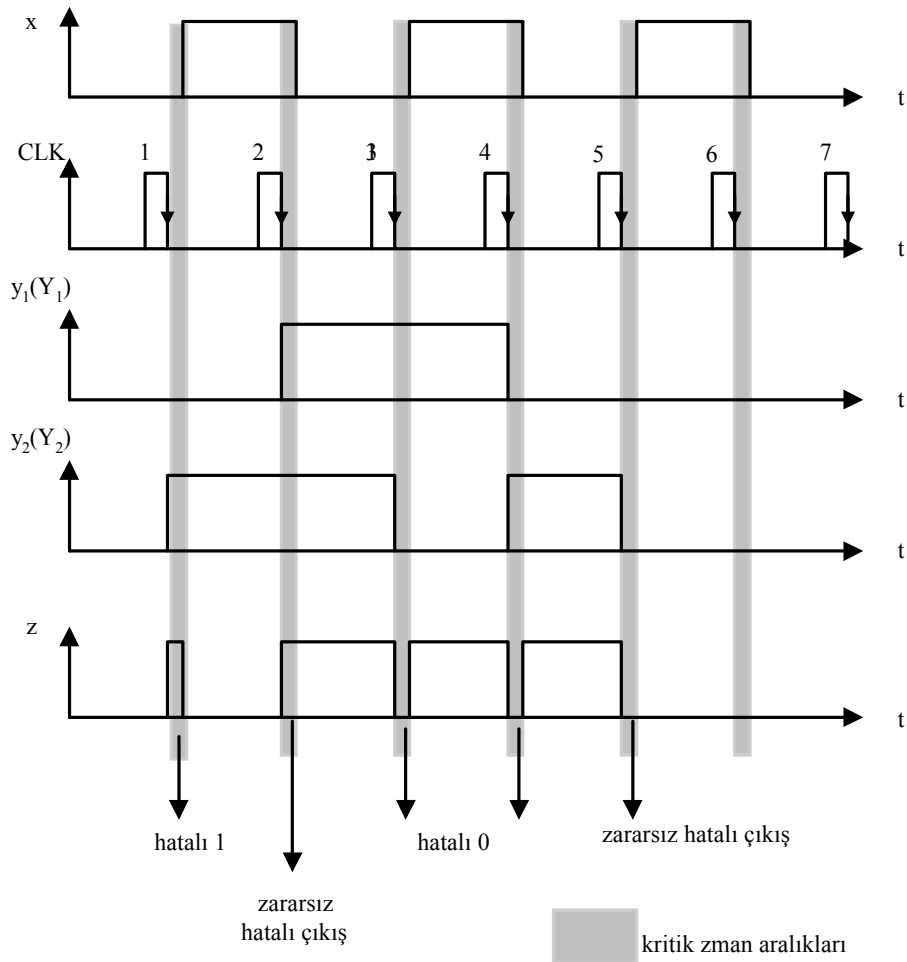 x
t
CLK 1 2 3 4 5 6 7
t
y₁(Y₁)
t
y₂(Y₂)
t
z
t
hatalı 1
hatalı 0
zararsız hatalı çıkış
zararsız
hatalı çıkış
kritik zman aralıkları